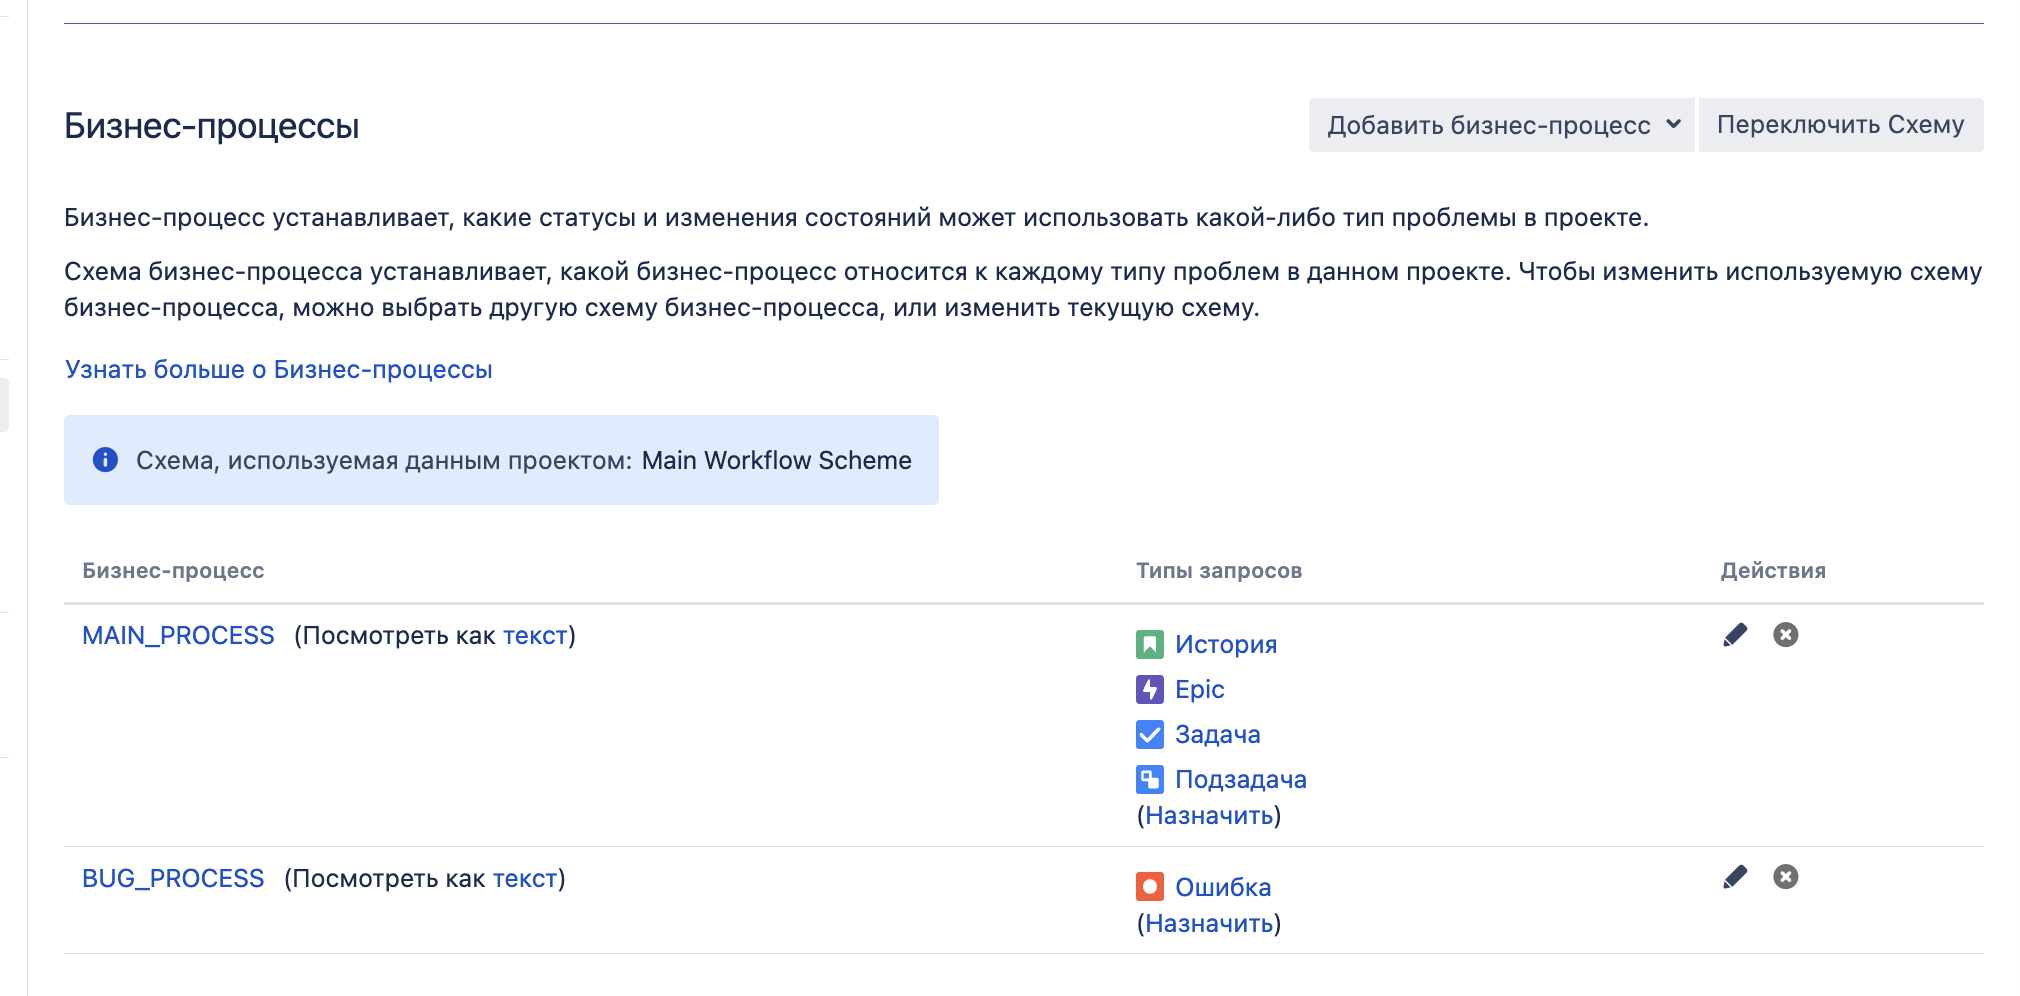 Бизнес-процессы
Добавить бизнес-процесс
Переключить Схему
Бизнес-процесс устанавливает, какие статусы и изменения состояний может использовать какой-либо тип проблемы в проекте.
Схема бизнес-процесса устанавливает, какой бизнес-процесс относится к каждому типу проблем в данном проекте. Чтобы изменить используемую схему
бизнес-процесса, можно выбрать другую схему бизнес-процесса, или изменить текущую схему.
Узнать больше о Бизнес-процессы
Схема, используемая данным проектом: Main Workflow Scheme
Бизнес-процесс Типы запросов Действия
MAIN_PROCESS (Посмотреть как текст)
История
Epic
Задача
Подзадача
(Назначить)
BUG_PROCESS (Посмотреть как текст)
Ошибка
(Назначить)